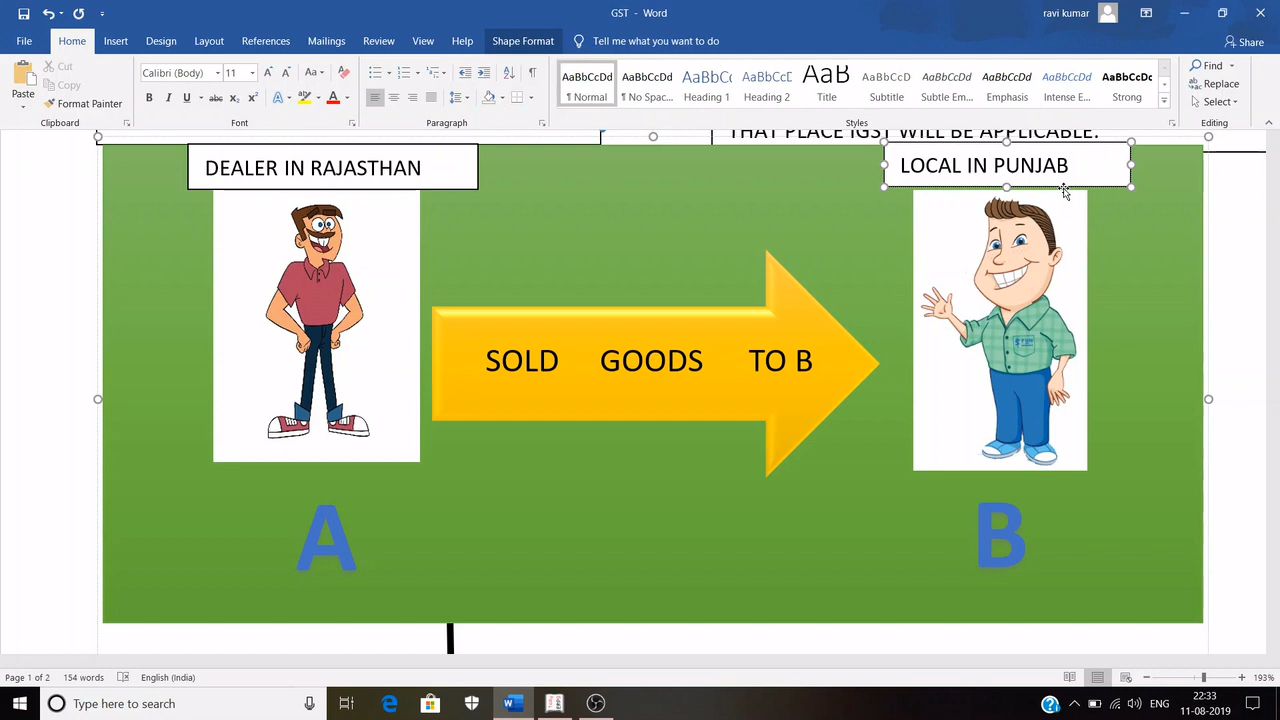 GST - Word
ravi kumar
File Home Insert Design Layout References Mailings Review View Help Shape Format Tell me what you want to do Share
Paste
Cut
Copy
Format Painter
Clipboard
Calibri (Body) 11
Font
Paragraph
AaBbCcDd AaBbCcDd AaBbC AaBbCcD AaB AaBbCcD AaBbCcDd AaBbCcDd AaBbCcDd AaBbCcDc
¶ Normal ¶ No Spac... Heading 1 Heading 2 Title Subtitle Subtle Em... Emphasis Intense E... Strong
Styles
Find
Replace
Select
Editing
THAT PLACE IGST WILL BE APPLICABLE.
DEALER IN RAJASTHAN
LOCAL IN PUNJAB
SOLD GOODS TO B
A
B
Page 1 of 2 154 words English (India) 193%
Type here to search
ENG
22:33
11-08-2019